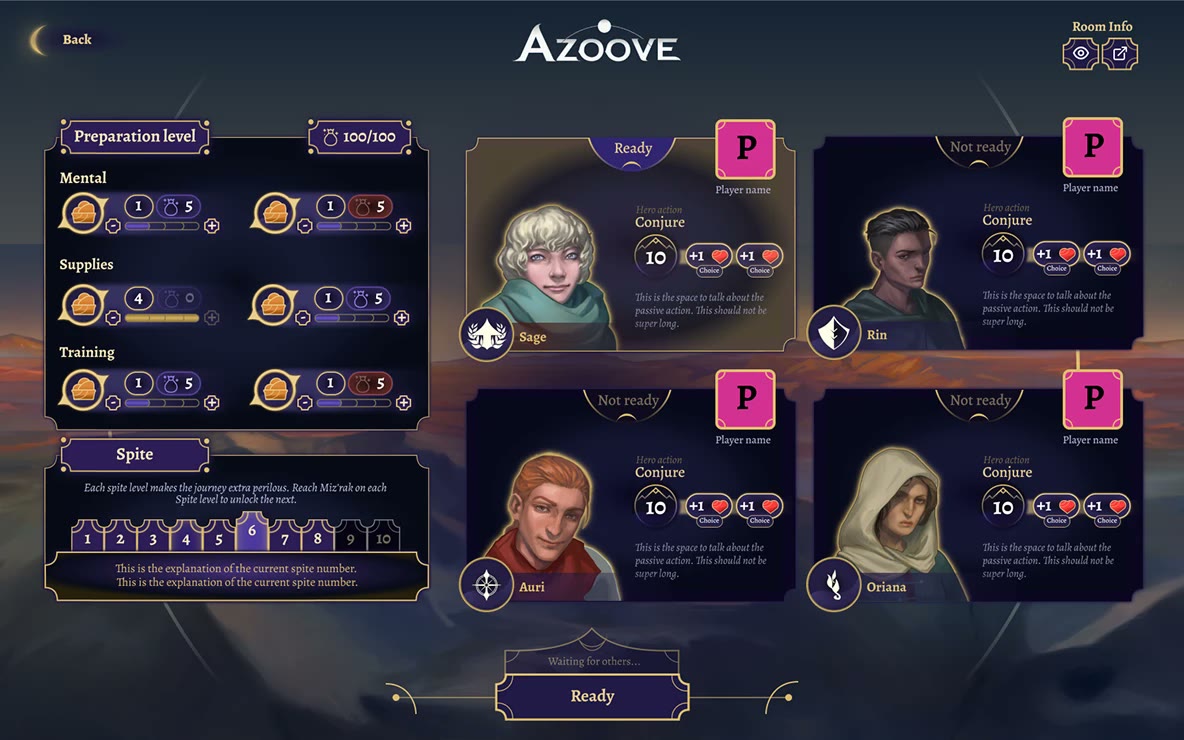 Back
AZOOVE
Room Info
Preparation level
100/100
Mental
1 5
1 5
Supplies
4 0
1 5
Training
1 5
1 5
Spite
Each spite level makes the journey extra perilous. Reach Miz'rak on each
Spite level to unlock the next.
1 2 3 4 5 6 7 8 9 10
This is the explanation of the current spite number.
This is the explanation of the current spite number.
Ready
P
Player name
Hero action
Conjure
10 +1 +1
Choice Choice
This is the space to talk about the
passive action. This should not be
super long.
Sage
Not ready
P
Player name
Hero action
Conjure
10 +1 +1
Choice Choice
This is the space to talk about the
passive action. This should not be
super long.
Rin
Not ready
P
Player name
Hero action
Conjure
10 +1 +1
Choice Choice
This is the space to talk about the
passive action. This should not be
super long.
Auri
Not ready
P
Player name
Hero action
Conjure
10 +1 +1
Choice Choice
This is the space to talk about the
passive action. This should not be
super long.
Oriana
Waiting for others...
Ready